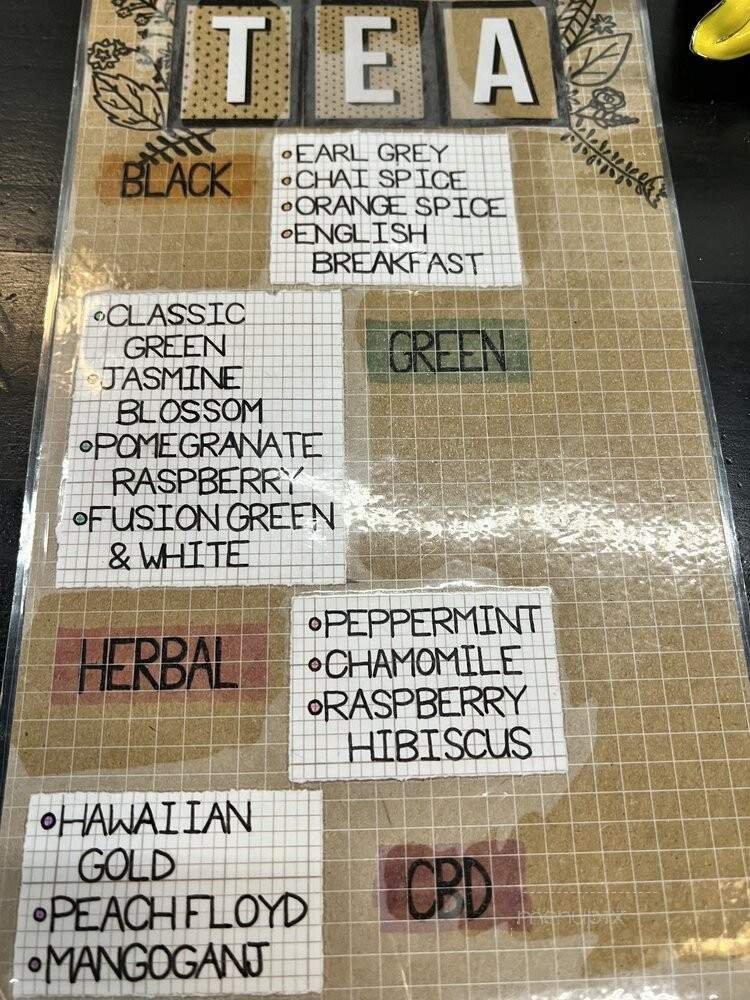 TEA
BLACK
•EARL GREY
•CHAI SPICE
•ORANGE SPICE
•ENGLISH
BREAKFAST
•CLASSIC
GREEN
•JASMINE
BLOSSOM
•POMEGRANATE
RASPBERRY
•FUSION GREEN
& WHITE
GREEN
HERBAL
•PEPPERMINT
•CHAMOMILE
•RASPBERRY
HIBISCUS
•HAWAIIAN
GOLD
•PEACH FLOYD
•MANGOGANJ
CBD